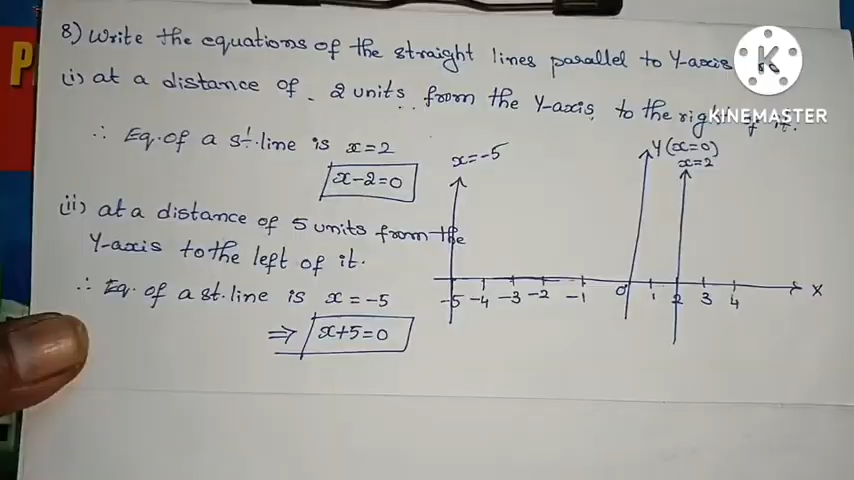 8) Write the equations of the straight lines parallel to Y-axis
KINEMASTER
(i) at a distance of 2 units from the Y-axis, to the right of it.
∴ Eq. of a st. line is x=2
x-2=0
(ii) at a distance of 5 units from the
Y-axis to the left of it.
∴ Eq. of a st. line is x = -5
⇒ x+5=0
x=-5
Y(x=0)
x=2
-5 -4 -3 -2 -1 0 1 2 3 4 X
P